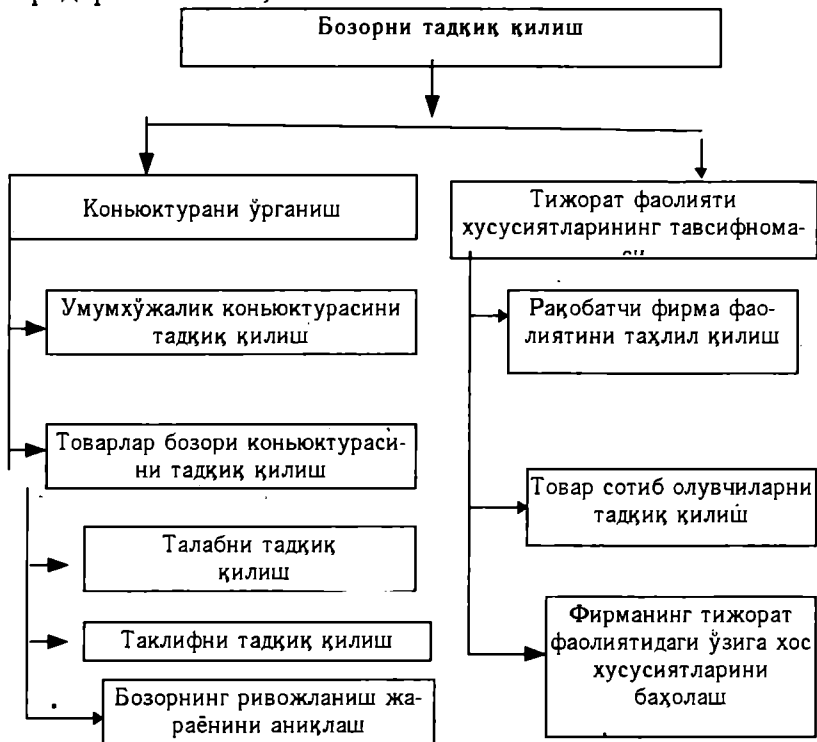 Бозорни тадқиқ қилиш
Коньюктурани ўрганиш
Умумхўжалик коньюктурасини
тадқиқ қилиш
Товарлар бозори коньюктураси-
ни тадқиқ қилиш
Талабни тадқиқ
қилиш
Таклифни тадқиқ қилиш
Бозорнинг ривожланиш жа-
раёнини аниқлаш
Тижорат фаолияти
хусусиятларининг тавсифнома-
Рақобатчи фирма фао-
лиятини таҳлил қилиш
Товар сотиб олувчиларни
тадқиқ қилиш
Фирманинг тижорат
фаолиятидаги ўзига хос
хусусиятларини
баҳолаш